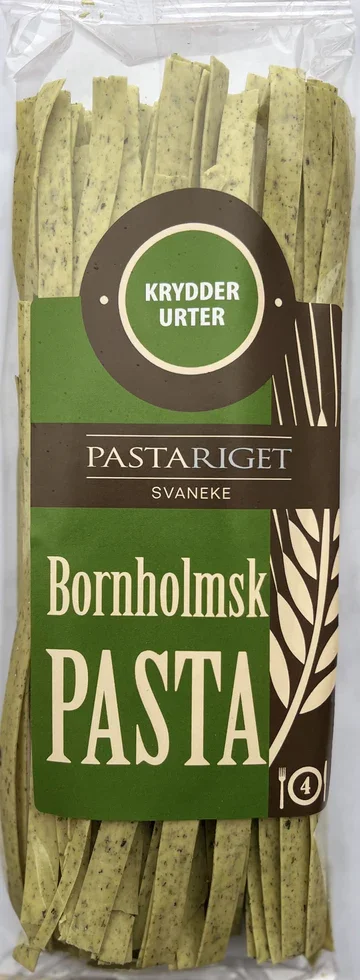 KRYDDER
URTER
PASTARIGET
SVANEKE
Bornholmsk
PASTA
4